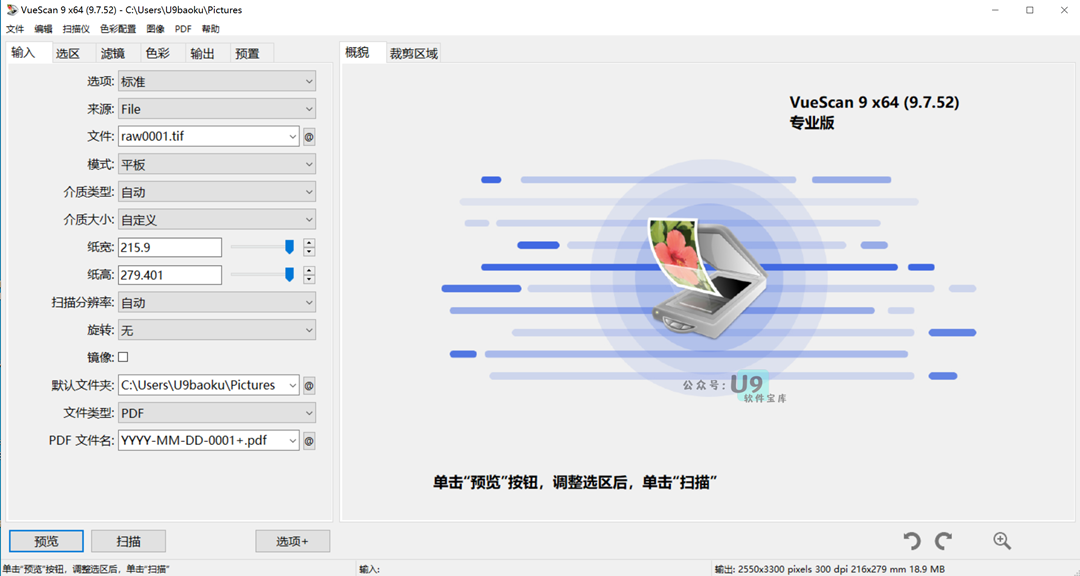 VueScan 9 x64 (9.7.52) - C:\Users\U9baoku\Pictures
文件 编辑 扫描仪 色彩配置 图像 PDF 帮助
输入 选区 滤镜 色彩 输出 预置
概貌 裁剪区域
选项: 标准
来源: File
文件: raw0001.tif @
模式: 平板
介质类型: 自动
介质大小: 自定义
纸宽: 215.9
纸高: 279.401
扫描分辨率: 自动
旋转: 无
镜像:
默认文件夹: C:\Users\U9baoku\Pictures @
文件类型: PDF
PDF 文件名: YYYY-MM-DD-0001+.pdf @
VueScan 9 x64 (9.7.52)
专业版
公众号: U9
软件宝库
单击“预览”按钮，调整选区后，单击“扫描”
预览 扫描 选项+
单击“预览”按钮，调整选区后，单击“扫描” 输入: 输出: 2550x3300 pixels 300 dpi 216x279 mm 18.9 MB